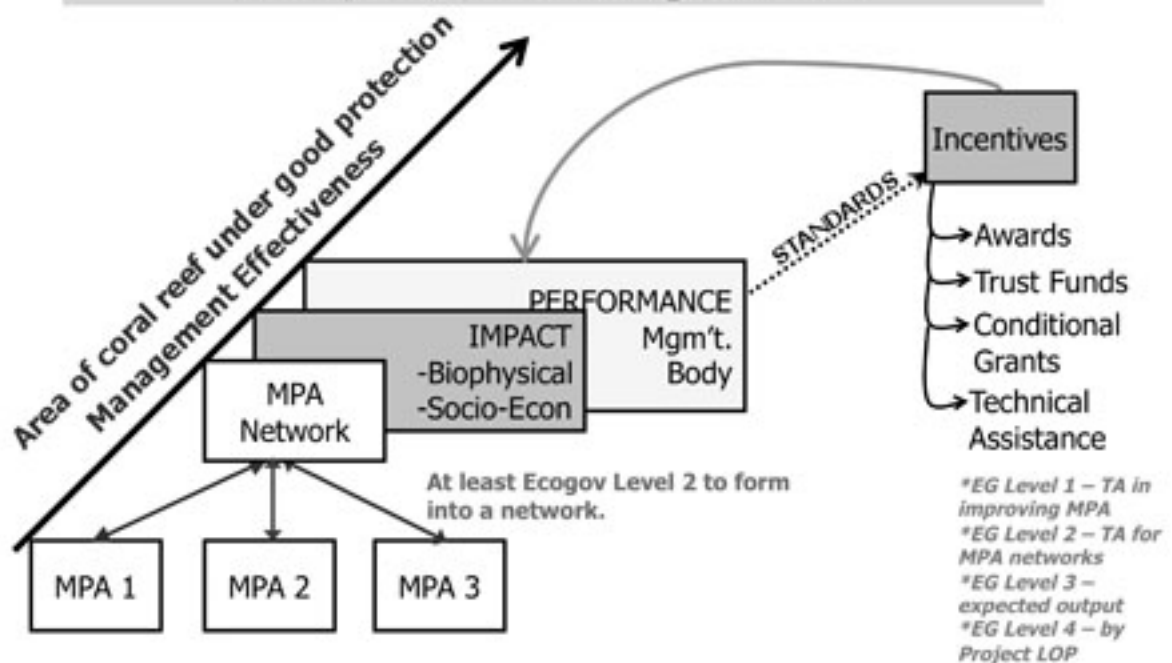 Area of coral reef under good protection
Management Effectiveness
Incentives
STANDARDS
Awards
Trust Funds
Conditional
Grants
Technical
Assistance
PERFORMANCE
Mgm't.
Body
IMPACT
-Biophysical
-Socio-Econ
MPA
Network
At least Ecogov Level 2 to form
into a network.
MPA 1
MPA 2
MPA 3
*EG Level 1 – TA in
improving MPA
*EG Level 2 – TA for
MPA networks
*EG Level 3 –
expected output
*EG Level 4 – by
Project LOP